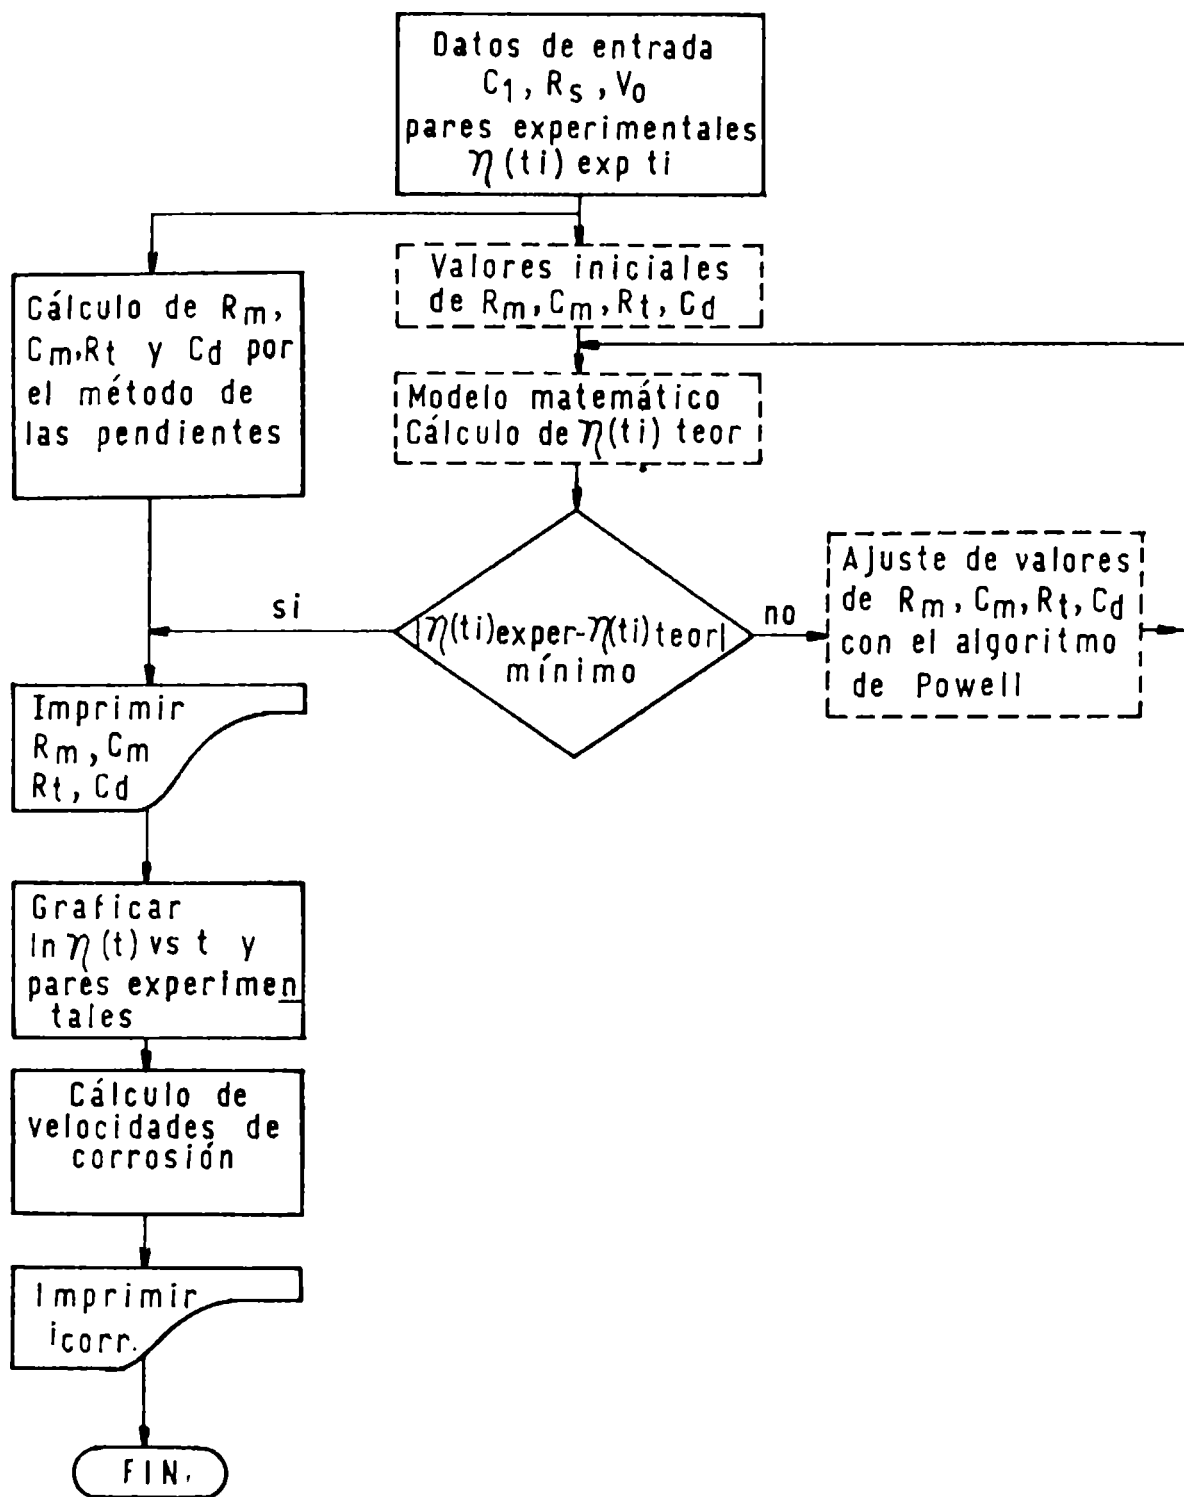 Datos de entrada
C1, Rs, Vo
pares experimentales
η(ti) exp ti
Valores iniciales
de Rm, Cm, Rt, Cd
Cálculo de Rm,
Cm,Rt y Cd por
el método de
las pendientes
Modelo matemático
Cálculo de η(ti) teor
|η(ti)exper-η(ti)teor|
mínimo
si
no
Ajuste de valores
de Rm, Cm, Rt, Cd
con el algoritmo
de Powell
Imprimir
Rm, Cm
Rt, Cd
Graficar
ln η(t) vs t y
pares experimen
tales
Cálculo de
velocidades de
corrosión
Imprimir
icorr.
FIN.